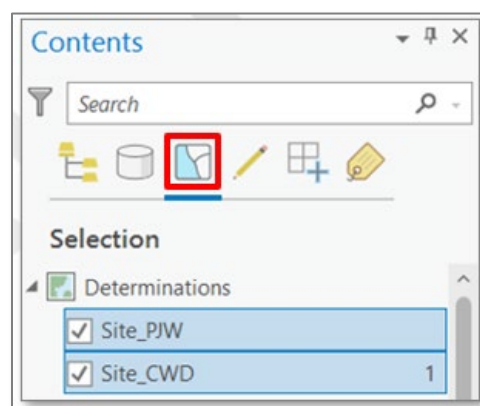 Contents
Search
Selection
Determinations
Site_PJW
Site_CWD 1